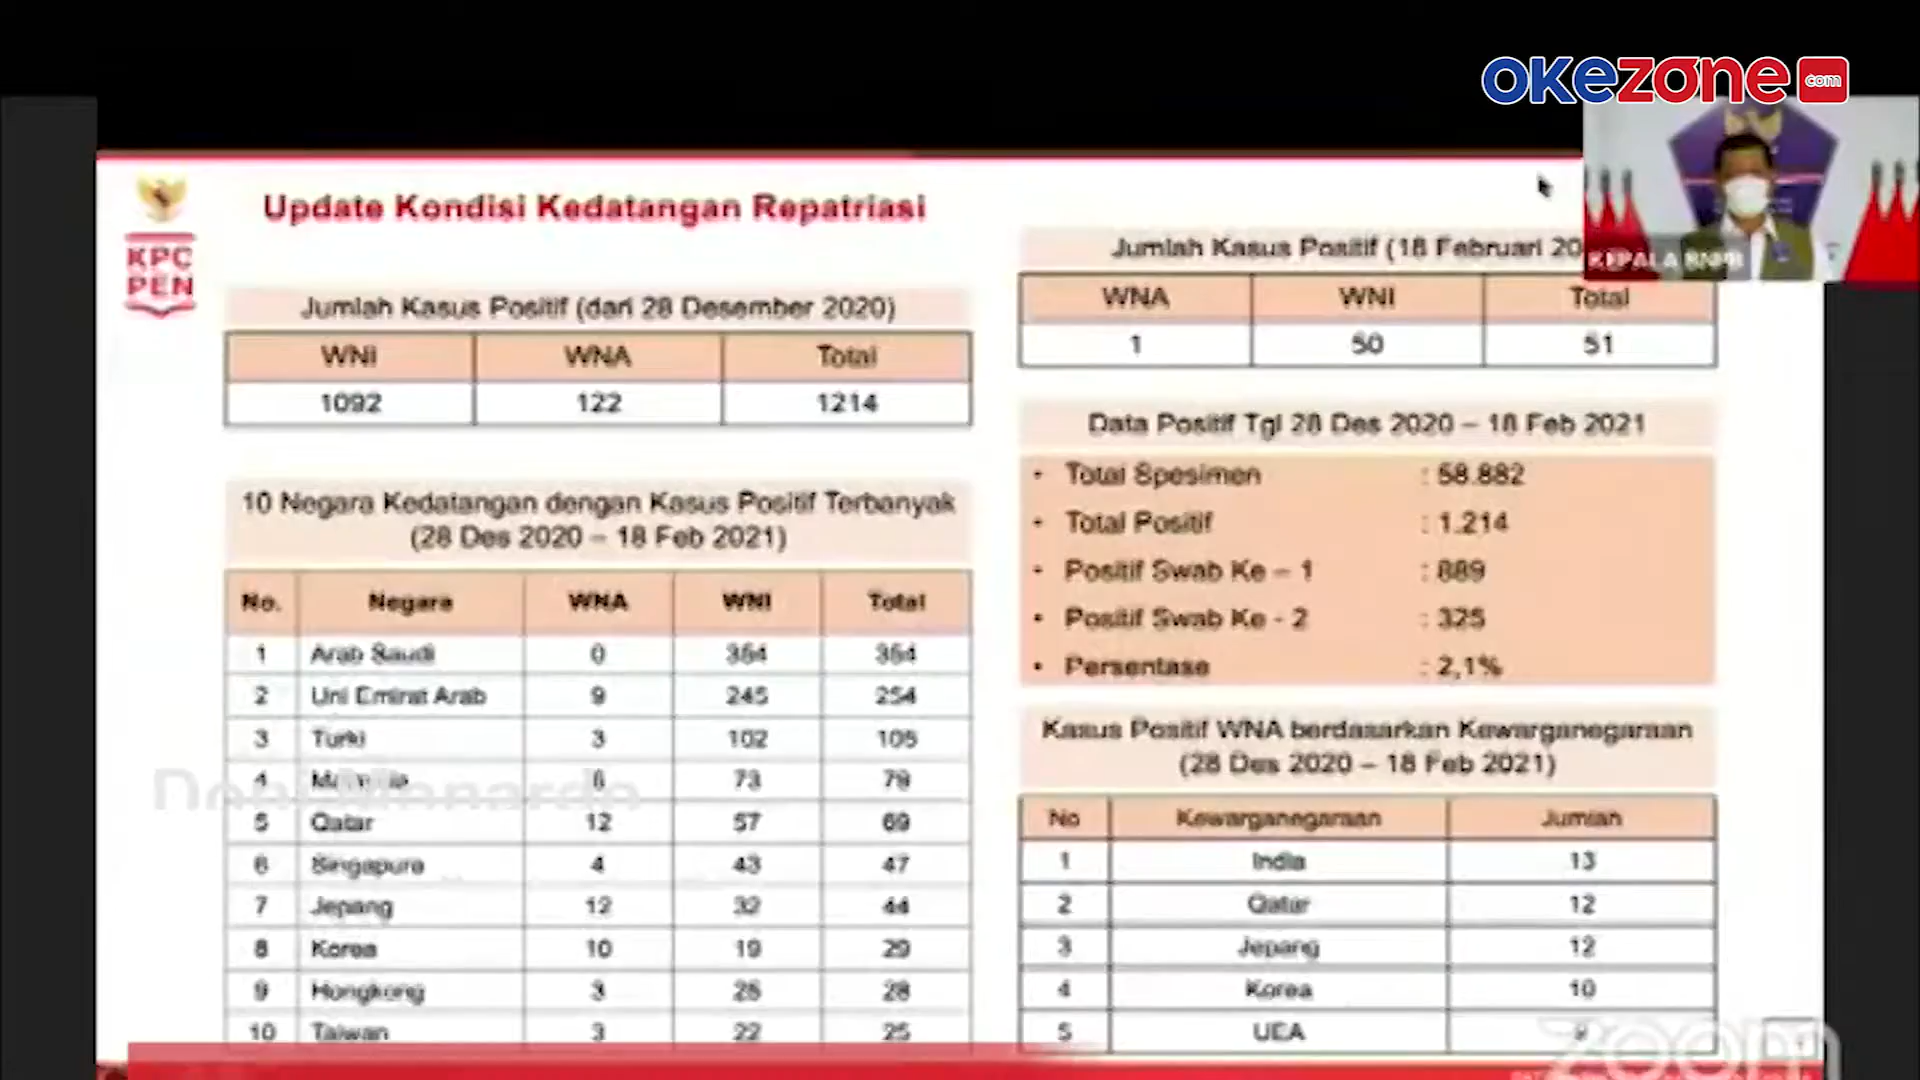 OKEZONE.com
KPC
PEN
Update Kondisi Kedatangan Repatriasi
Jumlah Kasus Positif (dari 28 Desember 2020)
WNI WNA Total
1092 122 1214
10 Negara Kedatangan dengan Kasus Positif Terbanyak
(28 Des 2020 – 18 Feb 2021)
No. Negara WNA WNI Total
1 Arab Saudi 0 354 354
2 Uni Emirat Arab 9 245 254
3 Turki 3 102 105
4 6 73 79
5 Qatar 12 57 69
6 Singapura 4 43 47
7 Jepang 12 32 44
8 Korea 10 19 29
9 Hongkong 3 25 28
10 Taiwan 3 22 25
Jumlah Kasus Positif (18 Februari 20
WNA WNI Total
1 50 51
KEPALA BNPB
Data Positif Tgl 28 Des 2020 – 18 Feb 2021
• Total Spesimen : 58.882
• Total Positif : 1.214
• Positif Swab Ke – 1 : 889
• Positif Swab Ke - 2 : 325
• Persentase : 2,1%
Kasus Positif WNA berdasarkan Kewarganegaraan
(28 Des 2020 – 18 Feb 2021)
No Kewarganegaraan Jumlah
1 India 13
2 Qatar 12
3 Jepang 12
4 Korea 10
5 UEA 9
Doni Monardo
zoom